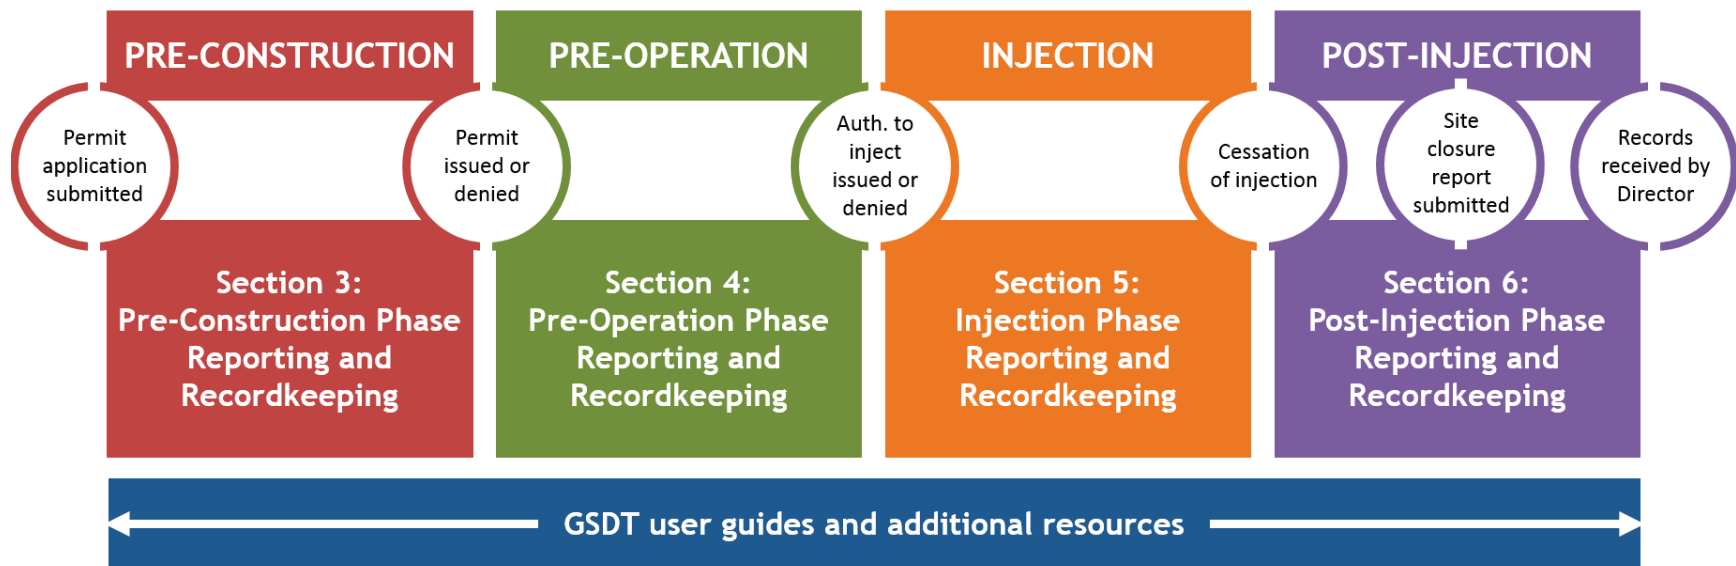 PRE-CONSTRUCTION
PRE-OPERATION
INJECTION
POST-INJECTION
Permit
application
submitted
Permit
issued or
denied
Auth. to
inject
issued or
denied
Cessation
of injection
Site
closure
report
submitted
Records
received by
Director
Section 3:
Pre-Construction Phase
Reporting and
Recordkeeping
Section 4:
Pre-Operation Phase
Reporting and
Recordkeeping
Section 5:
Injection Phase
Reporting and
Recordkeeping
Section 6:
Post-Injection Phase
Reporting and
Recordkeeping
GSDT user guides and additional resources